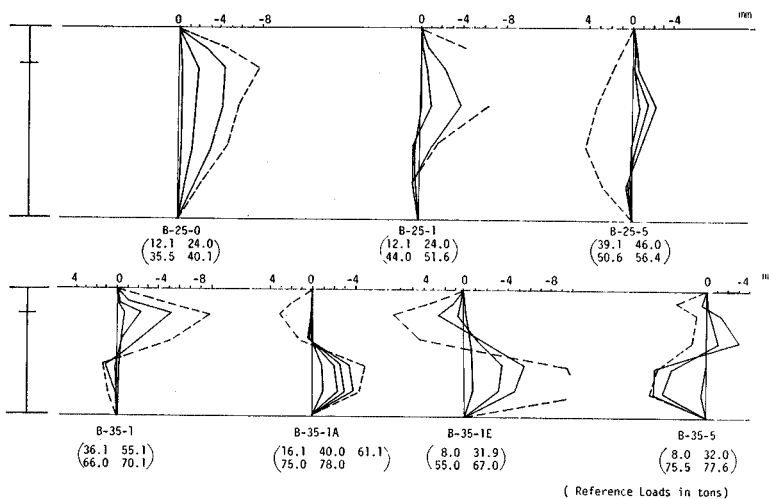 0 -4 -8 0 -4 -8 0 -4 mm
B-25-0 B-25-1 B-25-5
(12.1 24.0) (12.1 24.0) (39.1 46.0)
(35.5 40.1) (44.0 51.6) (50.6 56.4)
4 0 -4 -8 0 -4 4 0 -4 -8 0 -4
B-35-1 B-35-1A B-35-1E B-35-5
(36.1 55.1) (16.1 40.0 61.1) (8.0 31.9) (8.0 32.0)
(66.0 70.1) (75.0 78.0) (55.0 67.0) (75.5 77.6)
( Reference Loads in tons)